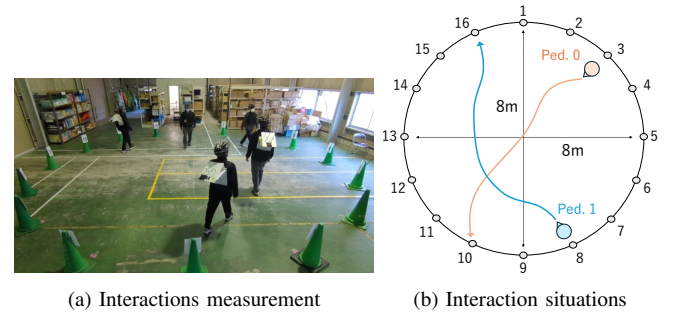 1
16
2
15
3
Ped. 0
14
4
8m
13
5
8m
12
6
Ped. 1
11
7
10
8
9
(a) Interactions measurement
(b) Interaction situations